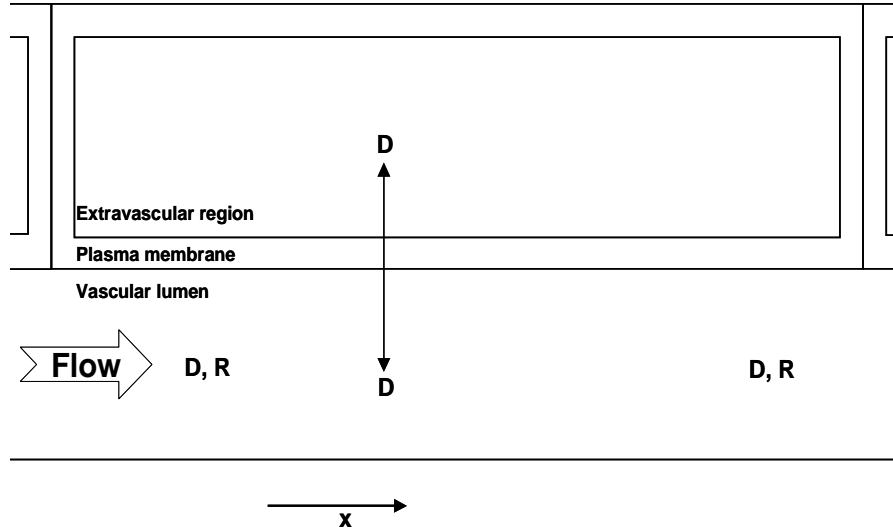 D
Extravascular region
Plasma membrane
Vascular lumen
Flow
D, R
D
D, R
x